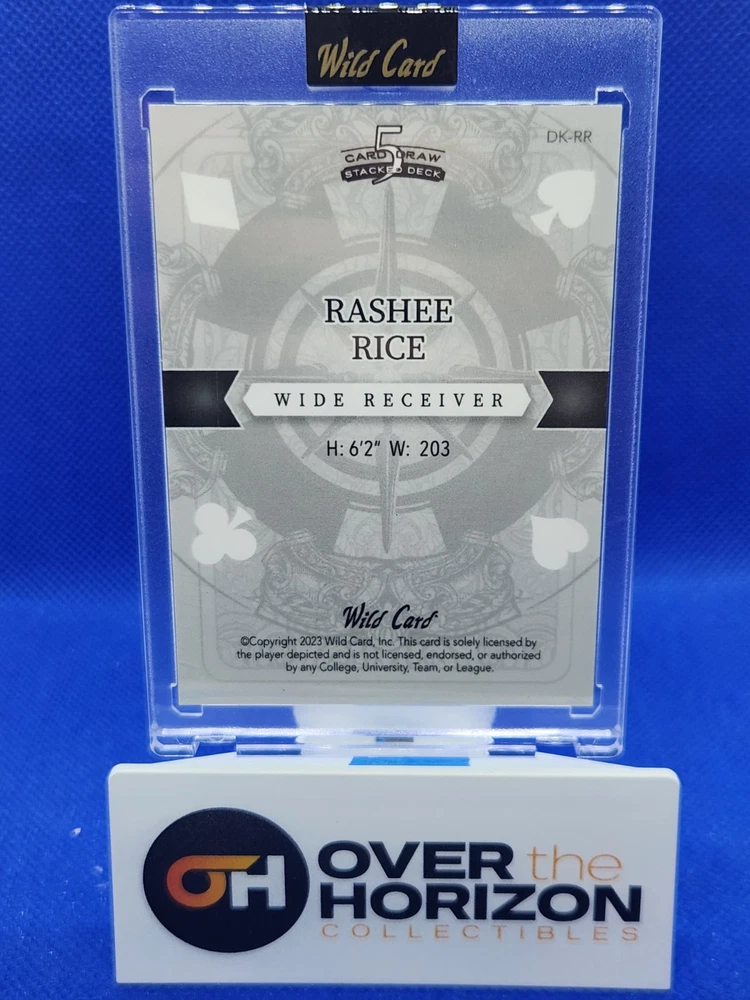 Wild Card
DK-RR
5
CARD DRAW
STACKED DECK
RASHEE
RICE
WIDE RECEIVER
H: 6'2" W: 203
Wild Card
©Copyright 2023 Wild Card, Inc. This card is solely licensed by
the player depicted and is not licensed, endorsed, or authorized
by any College, University, Team, or League.
OH
OVER the
HORIZON
COLLECTIBLES